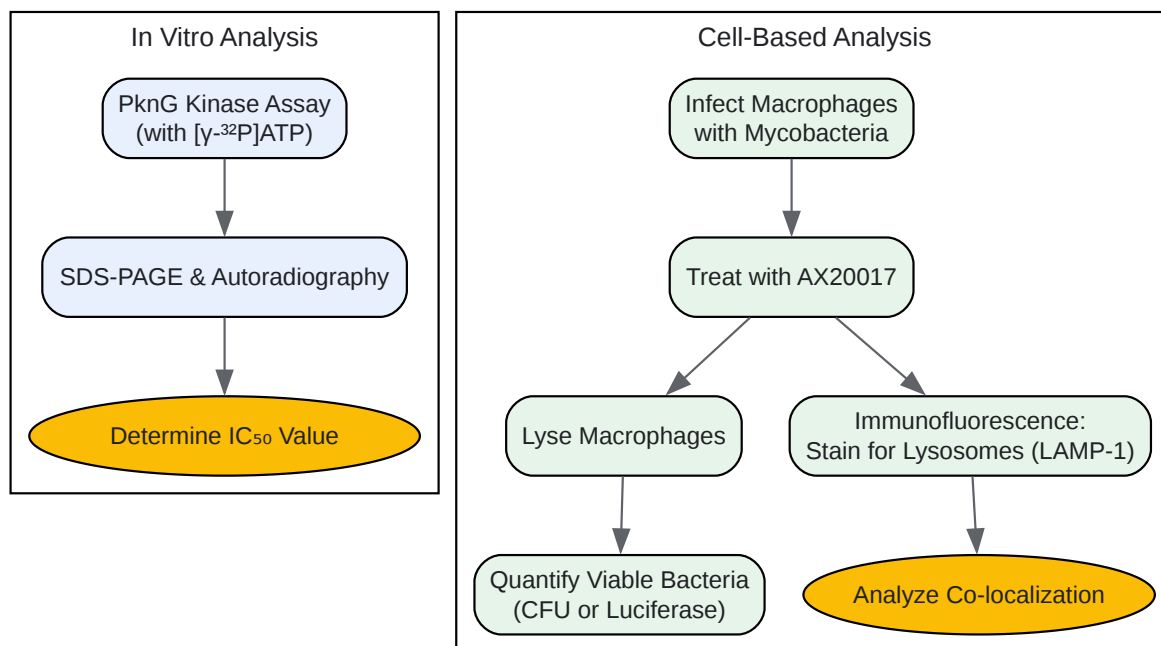 In Vitro Analysis
PknG Kinase Assay
(with [γ-³²P]ATP)
SDS-PAGE & Autoradiography
Determine IC₅₀ Value
Cell-Based Analysis
Infect Macrophages
with Mycobacteria
Treat with AX20017
Lyse Macrophages
Immunofluorescence:
Stain for Lysosomes (LAMP-1)
Quantify Viable Bacteria
(CFU or Luciferase)
Analyze Co-localization